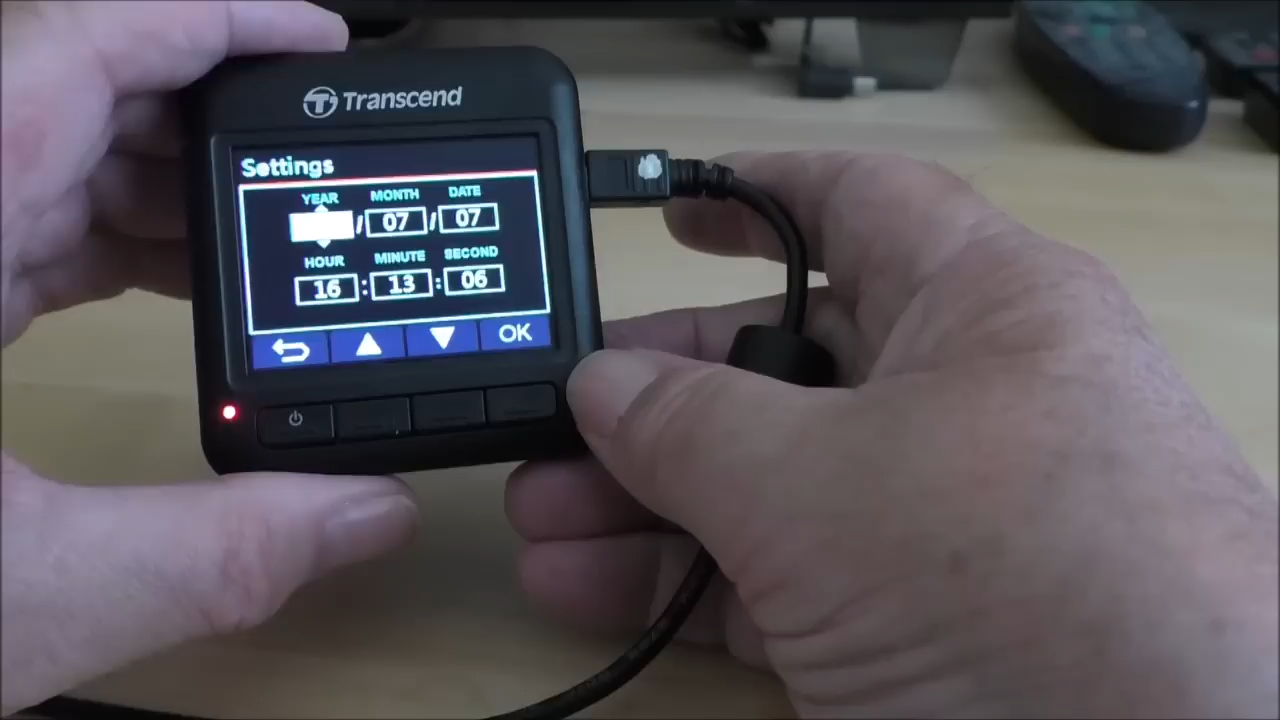 Transcend
Settings
YEAR MONTH DATE
/ 07 / 07
HOUR MINUTE SECOND
16 : 13 : 06
OK